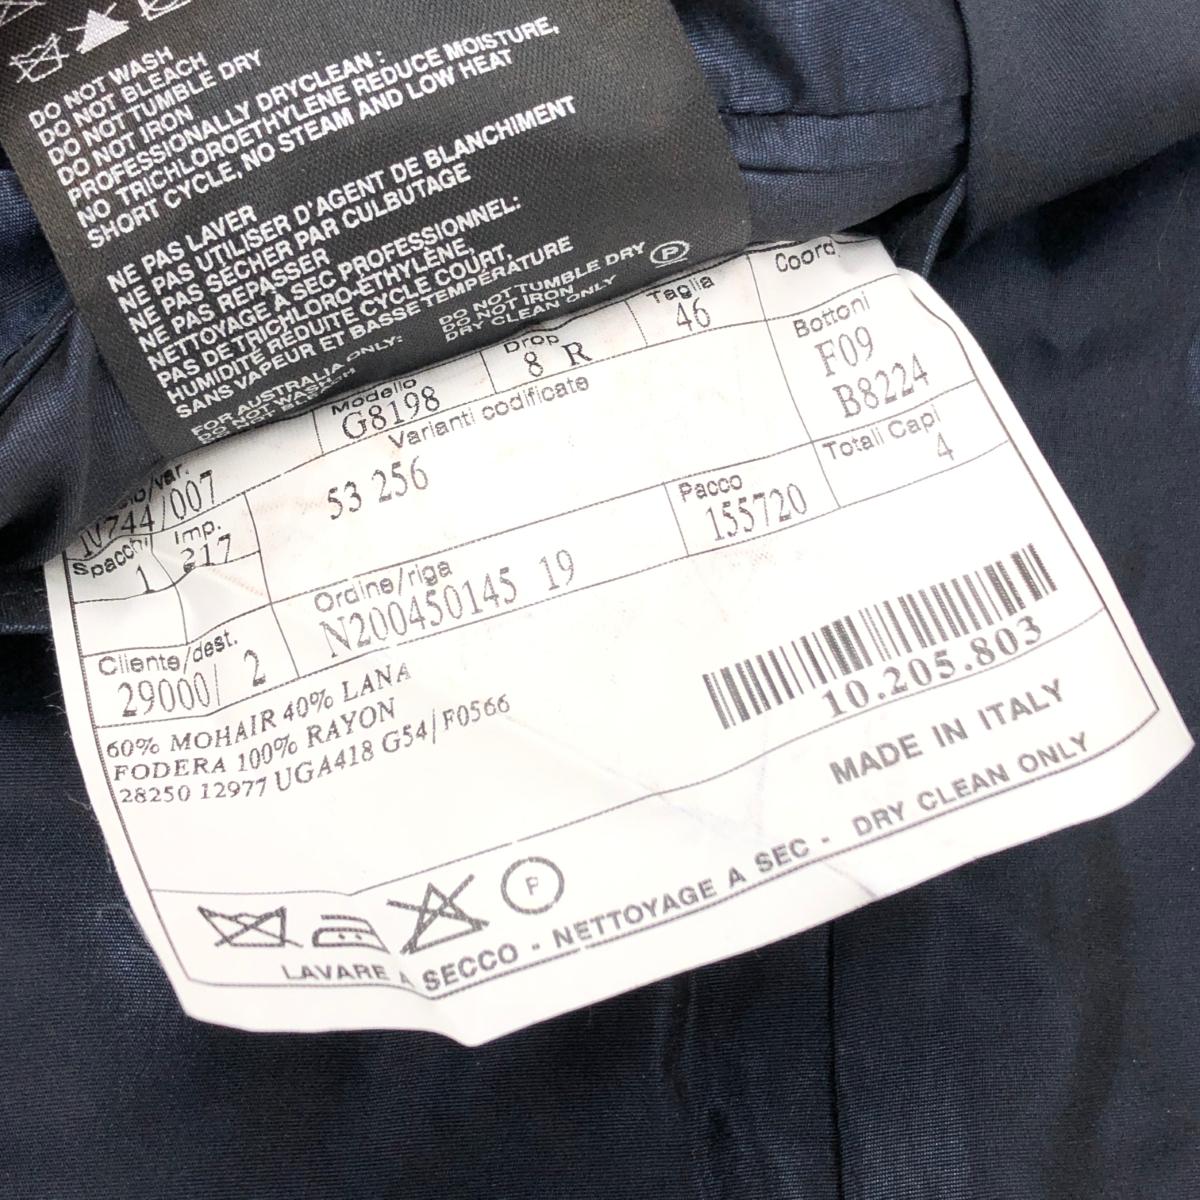 DO NOT WASH
DO NOT BLEACH
DO NOT TUMBLE DRY
DO NOT IRON
PROFESSIONALLY DRYCLEAN :
NO TRICHLOROETHYLENE REDUCE MOISTURE,
SHORT CYCLE, NO STEAM AND LOW HEAT
NE PAS LAVER
NE PAS UTILISER D'AGENT DE BLANCHIMENT
NE PAS SÉCHER PAR CULBUTAGE
NE PAS REPASSER
NETTOYAGE À SEC PROFESSIONNEL:
PAS DE TRICHLORO-ÉTHYLÈNE,
HUMIDITÉ RÉDUITE CYCLE COURT,
SANS VAPEUR ET BASSE TEMPÉRATURE
FOR AUSTRALIA ONLY:
DO NOT WASH
DO NOT
DO NOT TUMBLE DRY
DO NOT IRON
DRY CLEAN ONLY
P
/var.
/007
Modello
G8198
Drop
8 R
Taglia
46
Coord
Spacchi
1
Imp.
217
Varianti codificate
53 256
Bottoni
F09
B8224
Cliente/dest.
29000/ 2
Ordine/riga
N200450145 19
Pacco
155720
Totali Capi
4
60% MOHAIR 40% LANA
FODERA 100% RAYON
28250 12977 UGA418 G54/F0566
10.205.803
MADE IN ITALY
P
LAVARE A SECCO - NETTOYAGE A SEC - DRY CLEAN ONLY